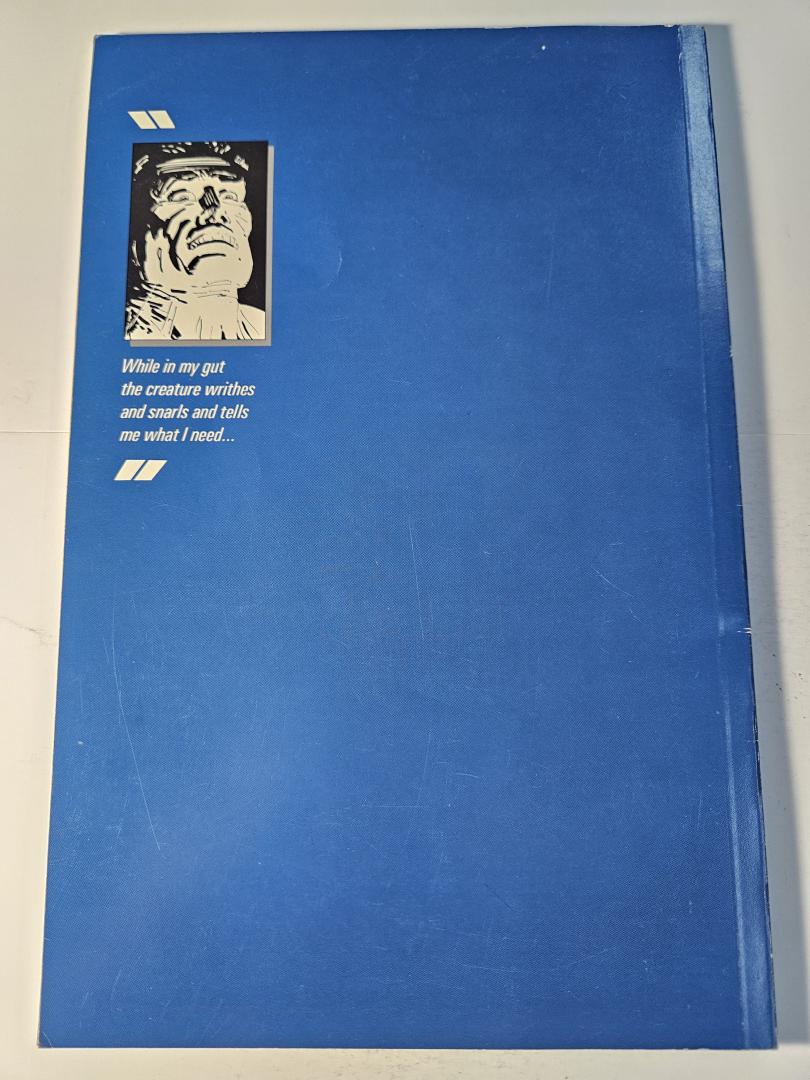 While in my gut
the creature writhes
and snarls and tells
me what I need...